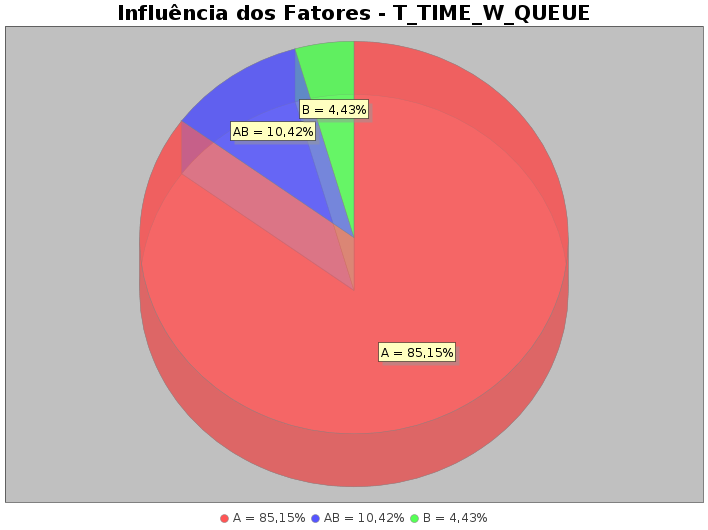 Influência dos Fatores - T_TIME_W_QUEUE
B = 4,43%
AB = 10,42%
A = 85,15%
A = 85,15% AB = 10,42% B = 4,43%